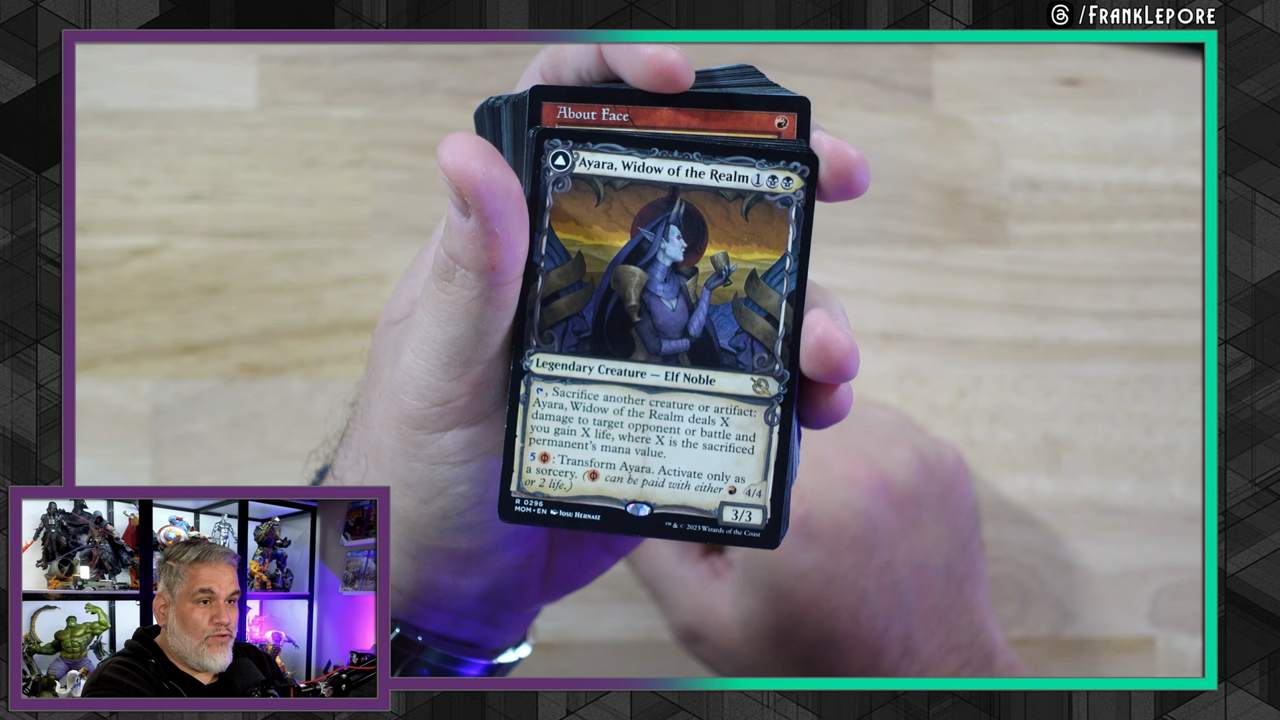 /FrankLepore
About Face
Ayara, Widow of the Realm 1
Legendary Creature — Elf Noble
, Sacrifice another creature or artifact:
Ayara, Widow of the Realm deals X
damage to target opponent or battle and
you gain X life, where X is the sacrificed
permanent's mana value.
5 : Transform Ayara. Activate only as
a sorcery. ( can be paid with either
or 2 life.)
4/4
3/3
R 0296
MOM • EN Iosu Hernaiz
™ & © 2023 Wizards of the Coast